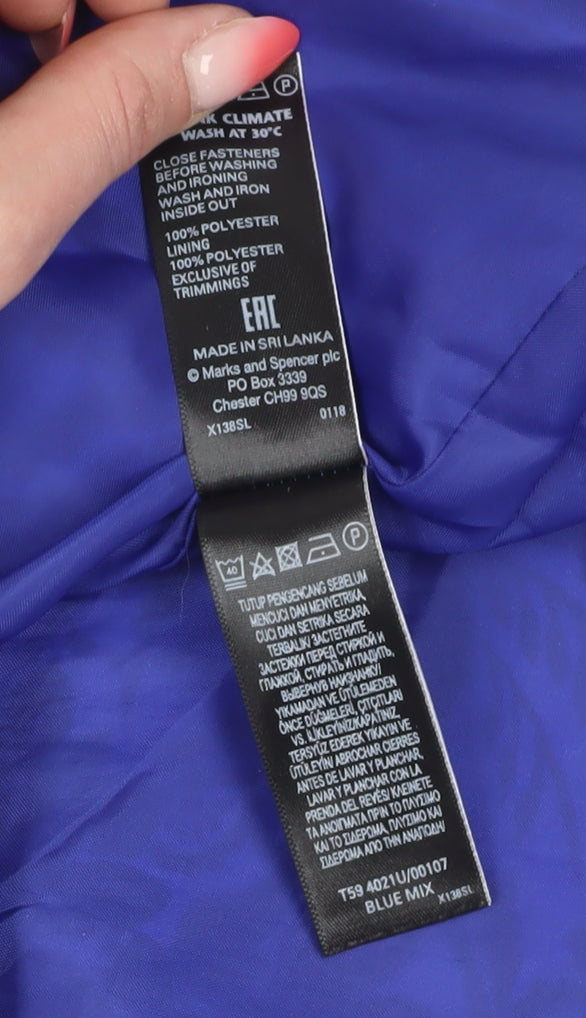 P
CLIMATE
WASH AT 30°C
CLOSE FASTENERS
BEFORE WASHING
AND IRONING
WASH AND IRON
INSIDE OUT
100% POLYESTER
LINING
100% POLYESTER
EXCLUSIVE OF
TRIMMINGS
EAC
MADE IN SRI LANKA
© Marks and Spencer plc
PO Box 3339
Chester CH99 9QS
X138SL 0118
40 P
TUTUP PENGENCANG SEBELUM
MENCUCI DAN MENYETRIKA
CUCI DAN SETRIKA SECARA
TERBALIK/ ЗАСТЕГНИТЕ
ЗАСТЕЖКИ ПЕРЕД СТИРКОЙ И
ГЛАЖКОЙ, СТИРАТЬ И ГЛАДИТЬ,
ВЫВЕРНУВ НАИЗНАНКУ/
YIKAMADAN VE ÜTÜLEMEDEN
ÖNCE DÜĞMELERİ, ÇITÇITLARI
VS. İLİKLEYİNİZ/KAPATINIZ,
TERSYÜZ EDEREK YIKAYIN VE
ÜTÜLEYİN/ ABROCHAR CIERRES
ANTES DE LAVAR Y PLANCHAR,
LAVAR Y PLANCHAR CON LA
PRENDA DEL REVÉS/ ΚΛΕΙΝΕΤΕ
ΤΑ ΑΝΟΙΓΜΑΤΑ ΠΡΙΝ ΤΟ ΠΛΥΣΙΜΟ
ΚΑΙ ΤΟ ΣΙΔΕΡΩΜΑ, ΠΛΥΣΙΜΟ ΚΑΙ
ΣΙΔΕΡΩΜΑ ΑΠΟ ΤΗΝ ΑΝΑΠΟΔΗ/
T59 4021U/00107
BLUE MIX X138SL